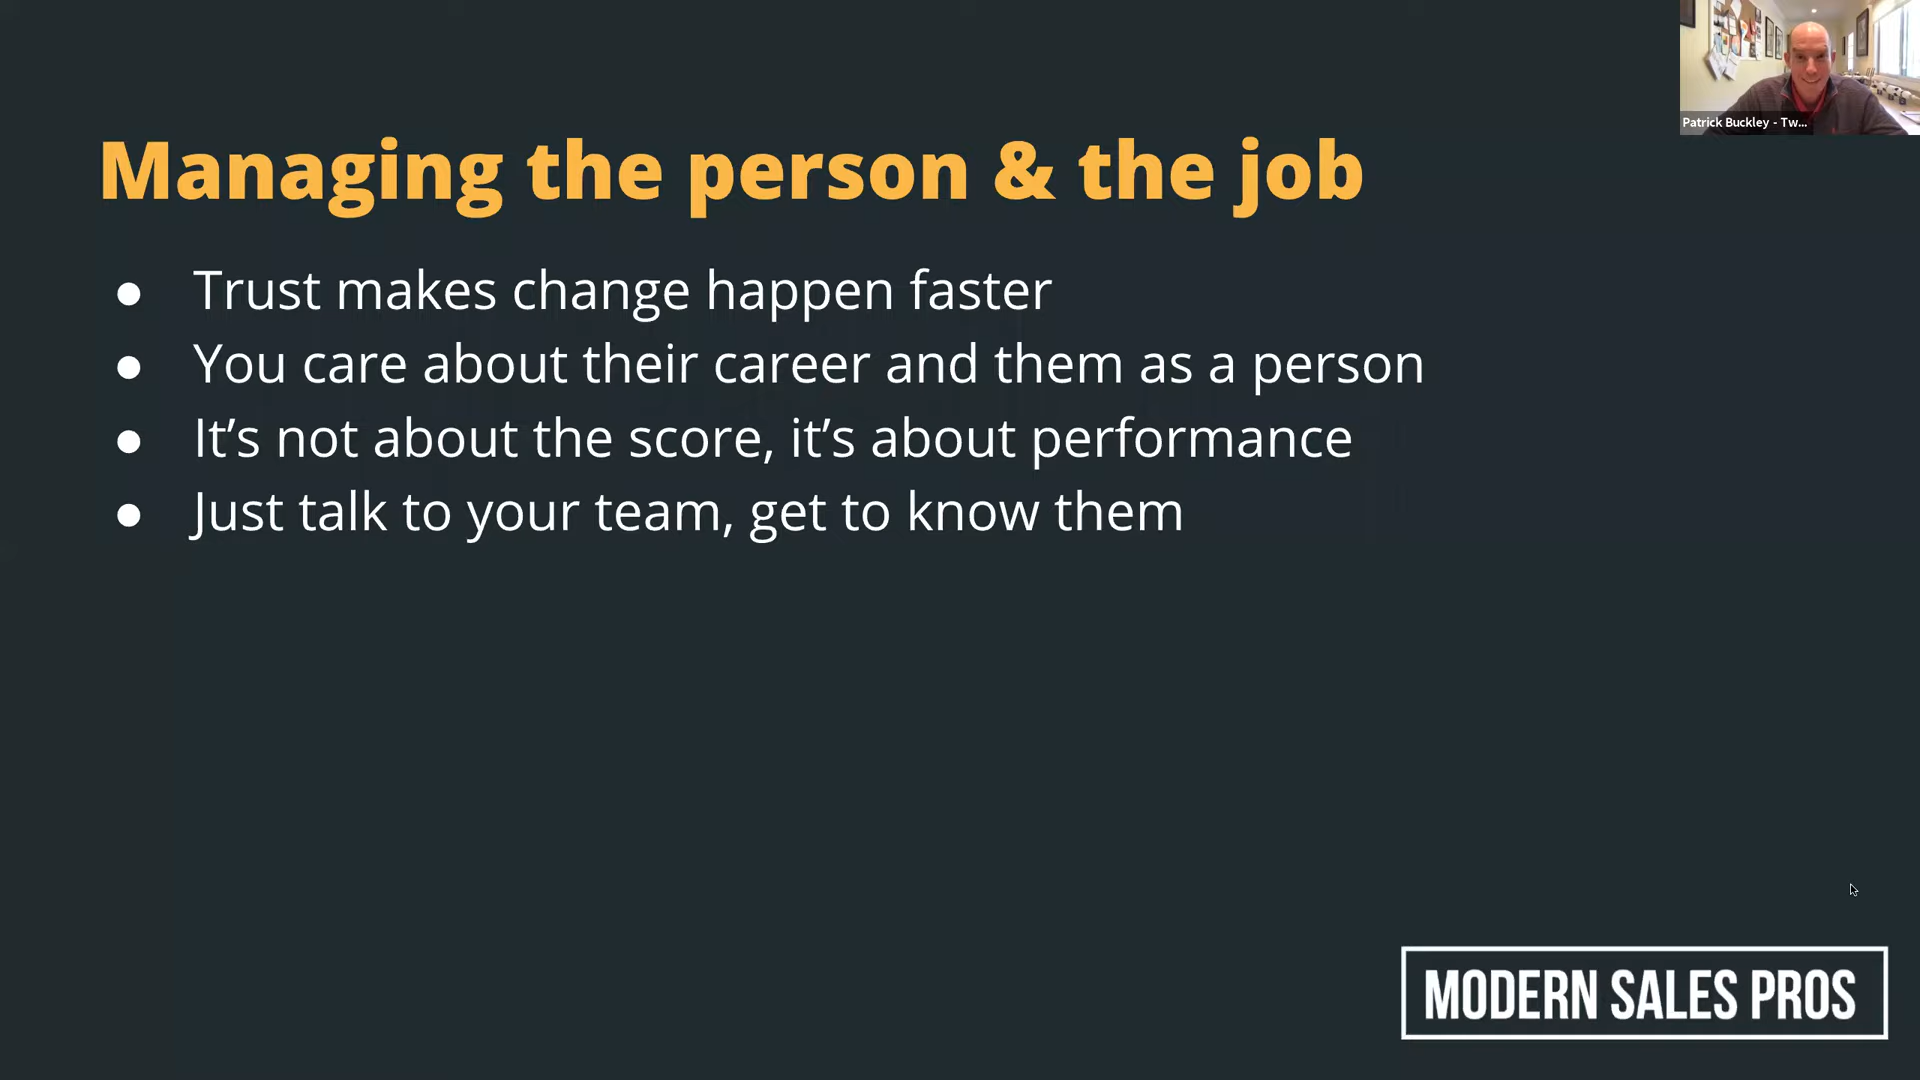 Patrick Buckley - Tw...
Managing the person & the job
● Trust makes change happen faster
● You care about their career and them as a person
● It’s not about the score, it’s about performance
● Just talk to your team, get to know them
MODERN SALES PROS